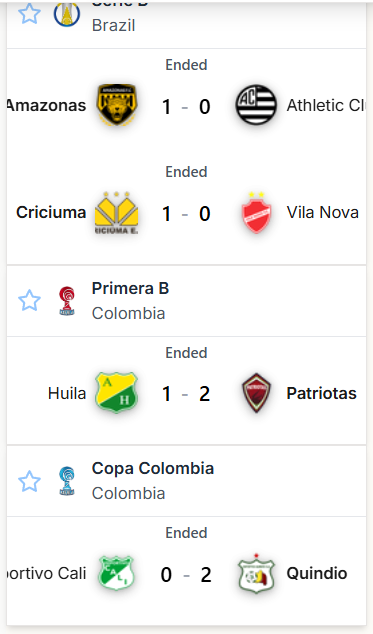 Serie B
Brazil
Ended
Amazonas 1 - 0 Athletic Cl
Ended
Criciuma 1 - 0 Vila Nova
CRICIUMA E.
Primera B
Colombia
Ended
Huila 1 - 2 Patriotas
Copa Colombia
Colombia
Ended
portivo Cali 0 - 2 Quindio